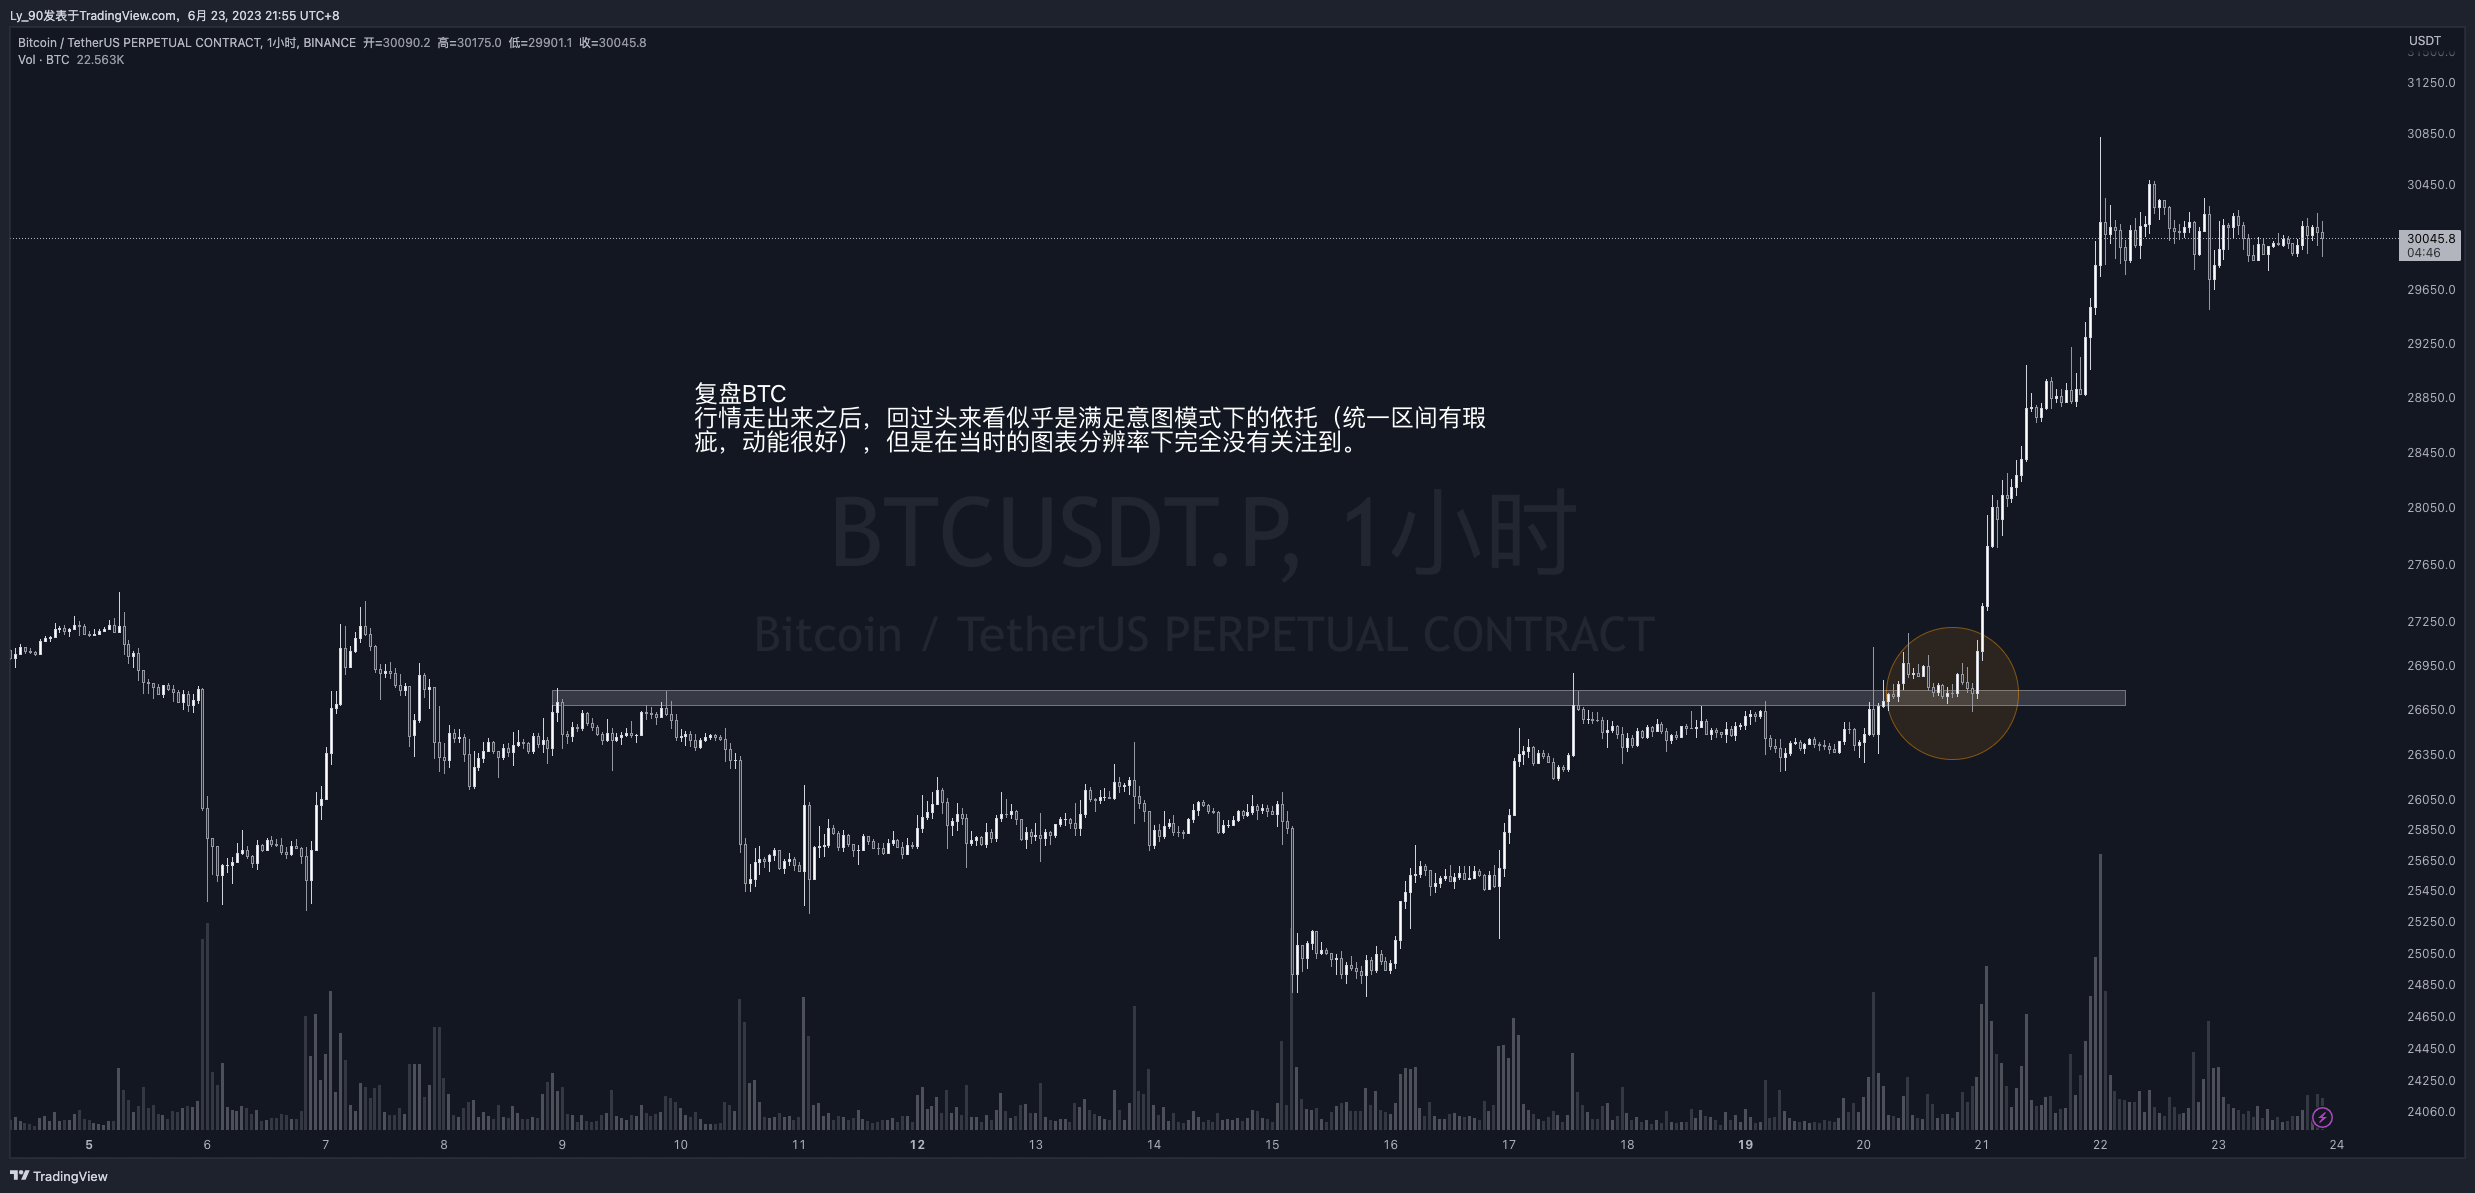 Ly_90发表于TradingView.com，6月 23, 2023 21:55 UTC+8
Bitcoin / TetherUS PERPETUAL CONTRACT, 1小时, BINANCE 开=30090.2 高=30175.0 低=29901.1 收=30045.8
Vol · BTC 22.563K
USDT
31500.0
31250.0
30850.0
30450.0
30045.8
04:46
29650.0
29250.0
28850.0
28450.0
28050.0
27650.0
27250.0
26950.0
26650.0
26350.0
26050.0
25850.0
25650.0
25450.0
25250.0
25050.0
24850.0
24650.0
24450.0
24250.0
24060.0
复盘BTC
行情走出来之后，回过头来看似乎是满足意图模式下的依托（统一区间有瑕
疵，动能很好），但是在当时的图表分辨率下完全没有关注到。
BTCUSDT.P, 1小时
Bitcoin / TetherUS PERPETUAL CONTRACT
5 6 7 8 9 10 11 12 13 14 15 16 17 18 19 20 21 22 23 24
TradingView